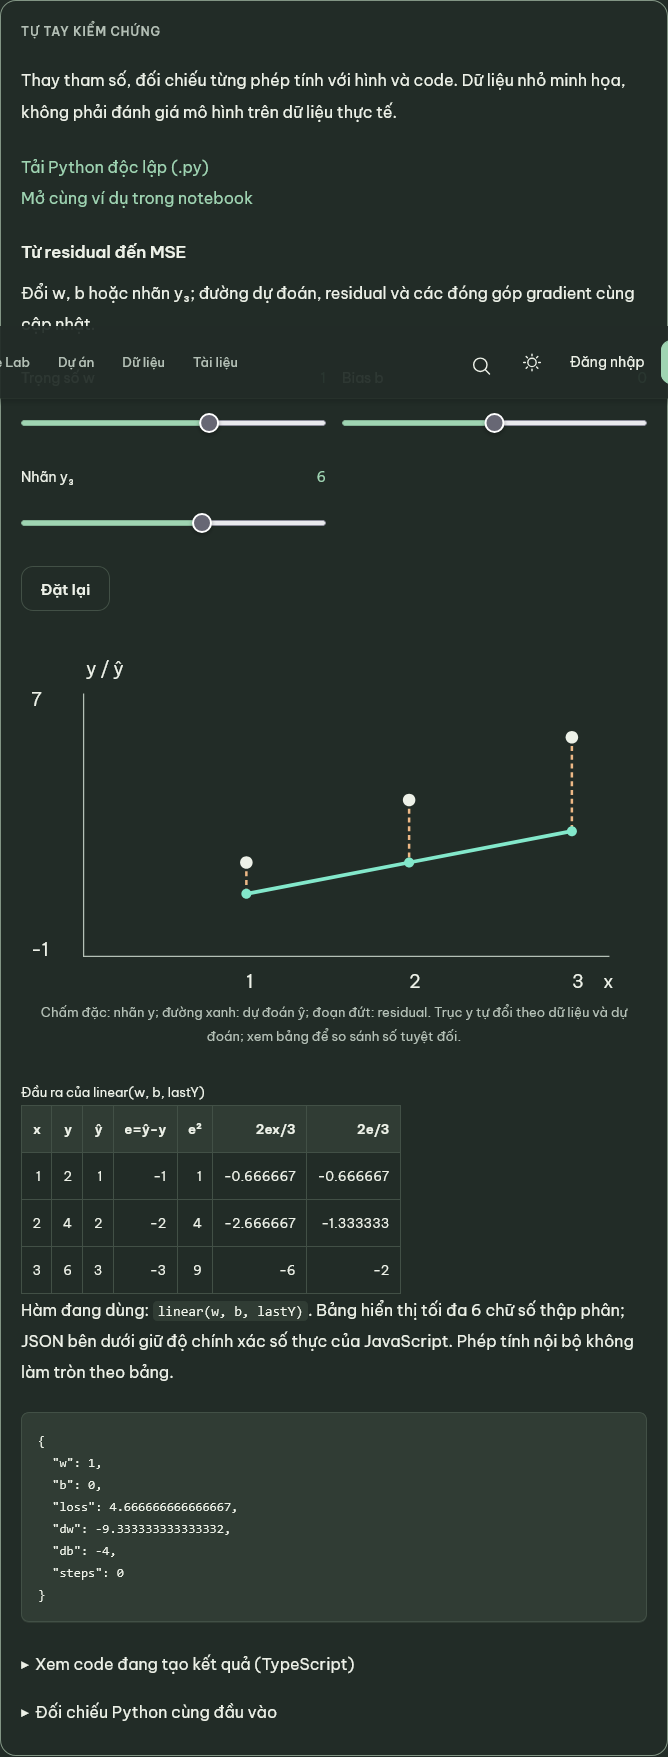 TỰ TAY KIỂM CHỨNG
Thay tham số, đối chiếu từng phép tính với hình và code. Dữ liệu nhỏ minh họa,
không phải đánh giá mô hình trên dữ liệu thực tế.
Tải Python độc lập (.py)
Mở cùng ví dụ trong notebook
Từ residual đến MSE
Đổi w, b hoặc nhãn y₃; đường dự đoán, residual và các đóng góp gradient cùng
cập nhật.
Lab Dự án Dữ liệu Tài liệu Đăng nhập
Trọng số w 1 Bias b 0
Nhãn y₃ 6
Đặt lại
y / ŷ
7
-1
1 2 3 x
Chấm đặc: nhãn y; đường xanh: dự đoán ŷ; đoạn đứt: residual. Trục y tự đổi theo dữ liệu và dự
đoán; xem bảng để so sánh số tuyệt đối.
Đầu ra của linear(w, b, lastY)
x y ŷ e=ŷ-y e² 2ex/3 2e/3
1 2 1 -1 1 -0.666667 -0.666667
2 4 2 -2 4 -2.666667 -1.333333
3 6 3 -3 9 -6 -2
Hàm đang dùng: linear(w, b, lastY). Bảng hiển thị tối đa 6 chữ số thập phân;
JSON bên dưới giữ độ chính xác số thực của JavaScript. Phép tính nội bộ không
làm tròn theo bảng.
{
"w": 1,
"b": 0,
"loss": 4.666666666666667,
"dw": -9.333333333333332,
"db": -4,
"steps": 0
}
▸ Xem code đang tạo kết quả (TypeScript)
▸ Đối chiếu Python cùng đầu vào